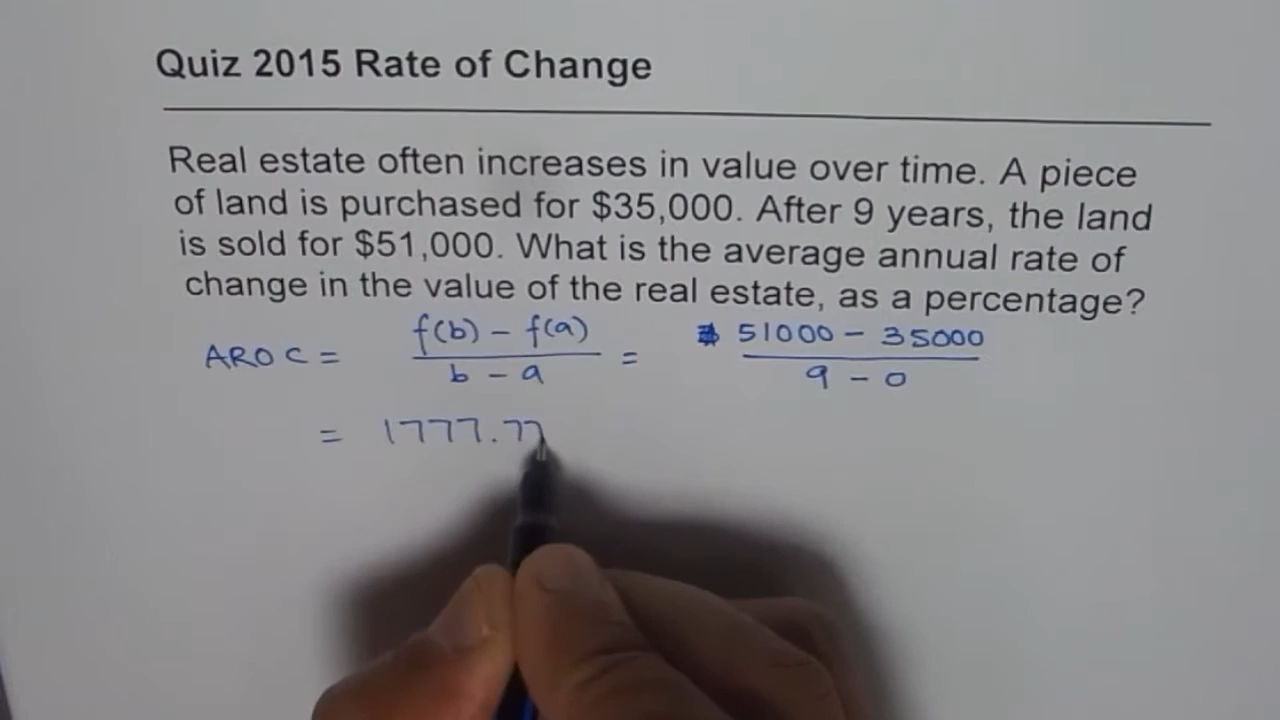 Quiz 2015 Rate of Change
Real estate often increases in value over time. A piece
of land is purchased for $35,000. After 9 years, the land
is sold for $51,000. What is the average annual rate of
change in the value of the real estate, as a percentage?
AROC = f(b) - f(a) / b - a = 51000 - 35000 / 9 - 0
= 1777.77